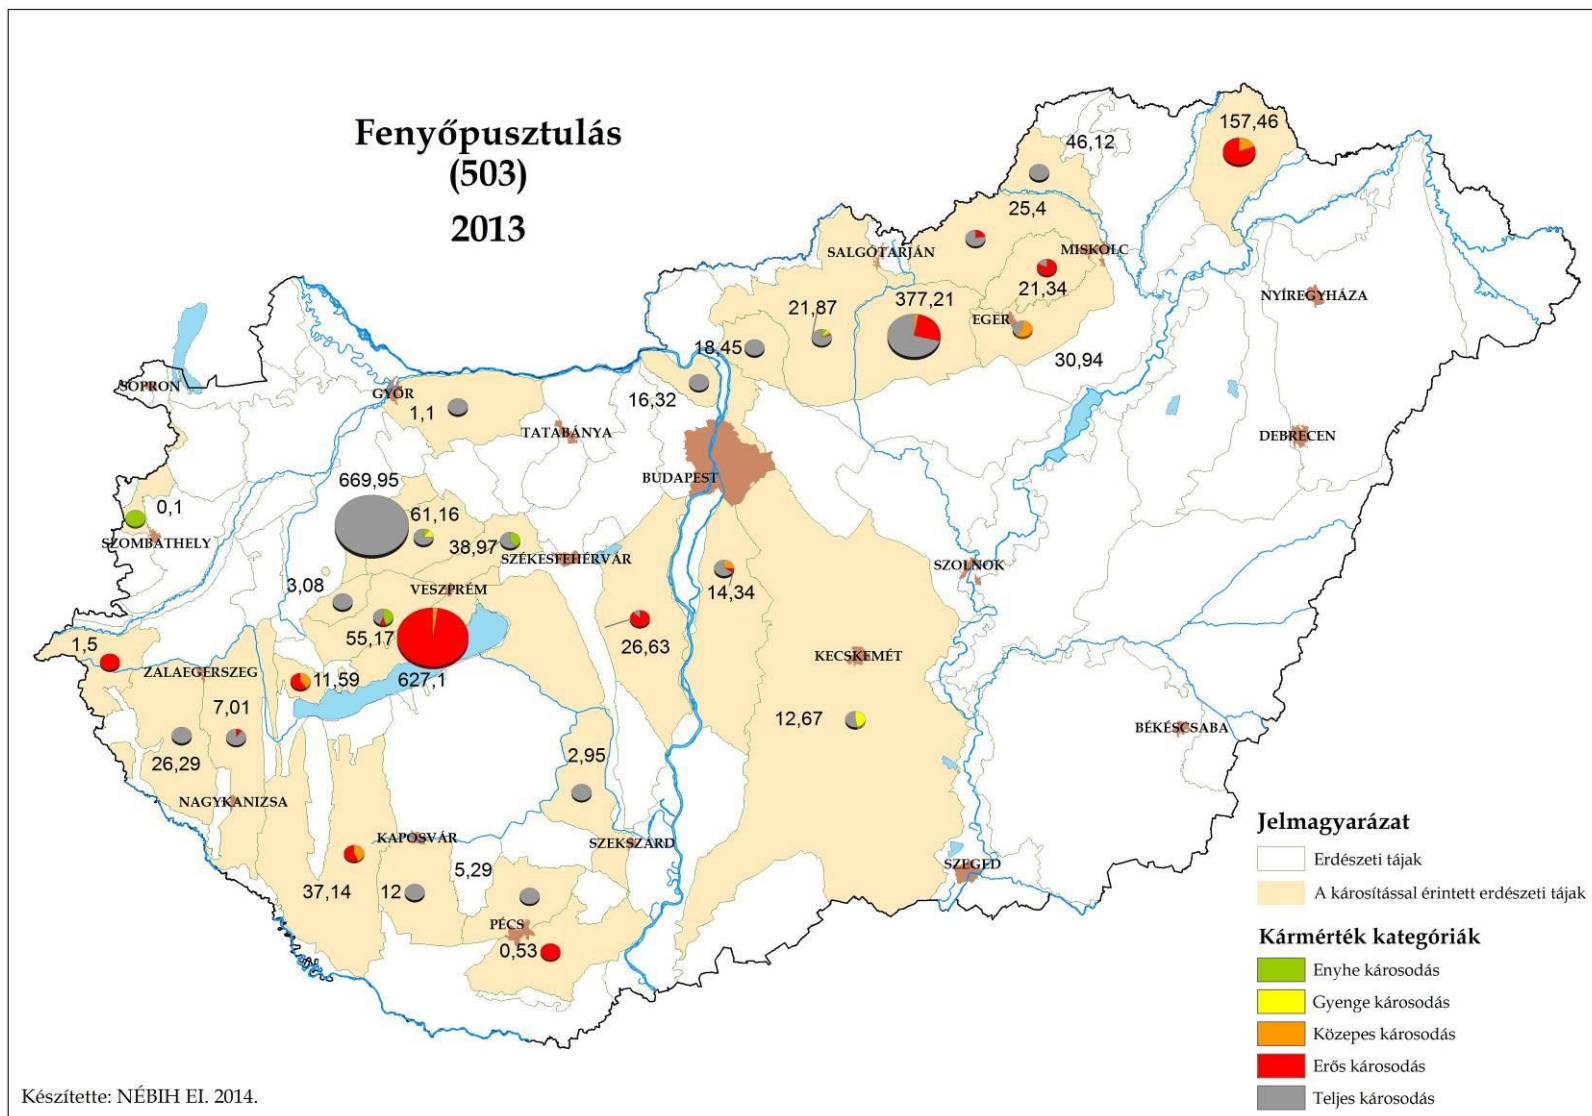 Fenyőpusztulás
(503)
2013
157,46
46,12
25,4
SALGÓTARJÁN
MISKOLC
21,34
377,21
21,87
EGER
NYÍREGYHÁZA
30,94
18,45
16,32
SOPRON
GYŐR
1,1
TATABÁNYA
DEBRECEN
BUDAPEST
669,95
61,16
0,1
SZOMBATHELY
38,97
SZÉKESFEHÉRVÁR
SZOLNOK
3,08
VESZPRÉM
14,34
55,17
26,63
1,5
ZALAEGERSZEG
11,59
627,1
KECSKEMÉT
7,01
12,67
BÉKÉSCSABA
26,29
2,95
NAGYKANIZSA
KAPOSVÁR
SZEKSZÁRD
5,29
37,14
12
SZEGED
PÉCS
0,53
Jelmagyarázat
Erdészeti tájak
A károsítással érintett erdészeti tájak
Kármérték kategóriák
Enyhe károsodás
Gyenge károsodás
Közepes károsodás
Erős károsodás
Teljes károsodás
Készítette: NÉBIH EI. 2014.